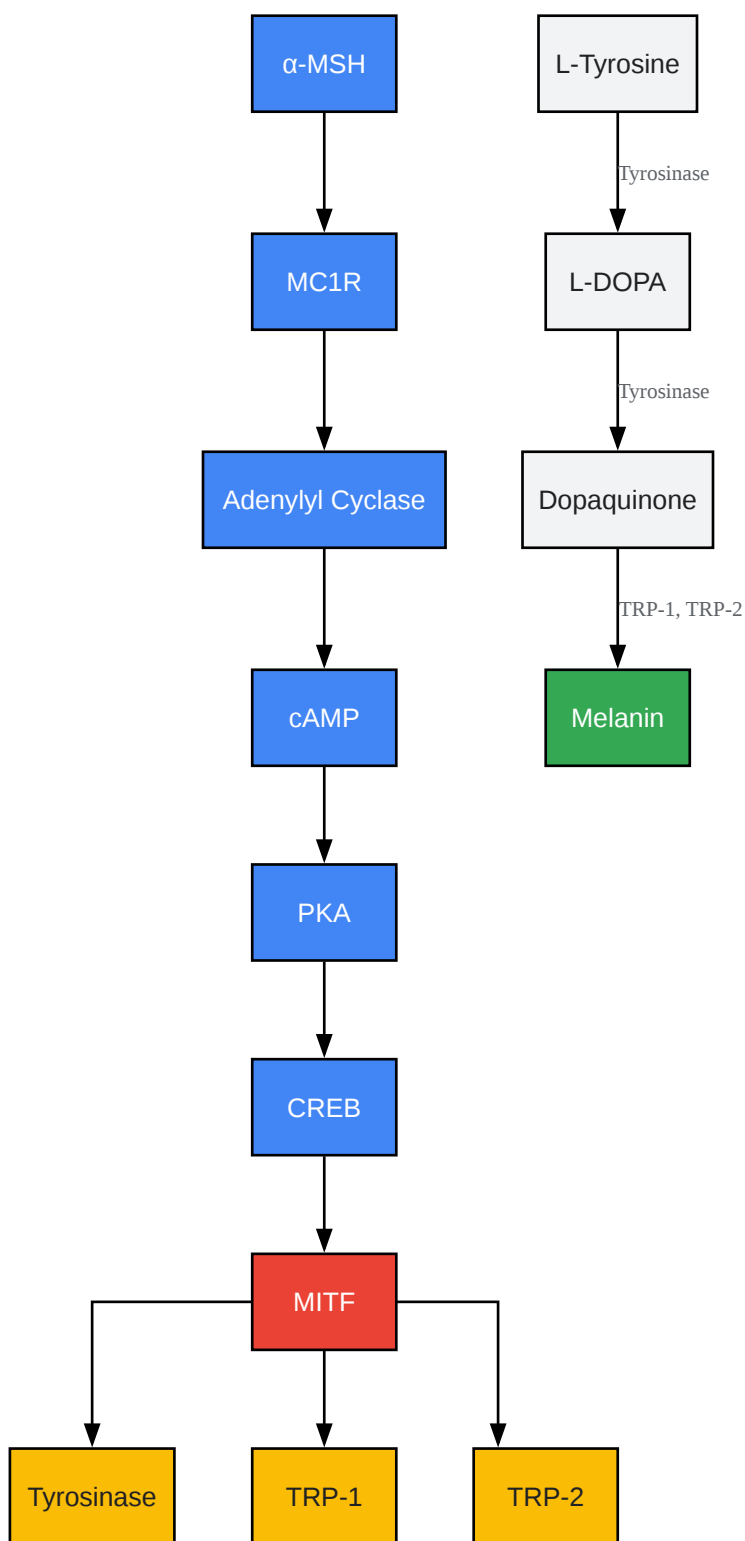 α-MSH
L-Tyrosine
Tyrosinase
MC1R
L-DOPA
Tyrosinase
Adenylyl Cyclase
Dopaquinone
TRP-1, TRP-2
cAMP
Melanin
PKA
CREB
MITF
Tyrosinase
TRP-1
TRP-2